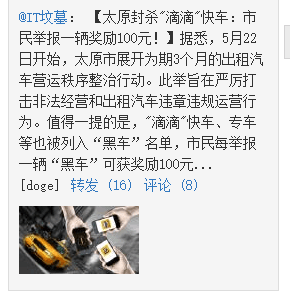 @IT坟墓：【太原封杀“滴滴”快车：市
民举报一辆奖励100元！】据悉，5月22
日开始，太原市展开为期3个月的出租汽
车营运秩序整治行动。此举旨在严厉打
击非法经营和出租汽车违章违规运营行
为。值得一提的是，“滴滴”快车、专车
等也被列入“黑车”名单，市民每举报
一辆“黑车”可获奖励100元...
[doge] 转发 (16) 评论 (8)